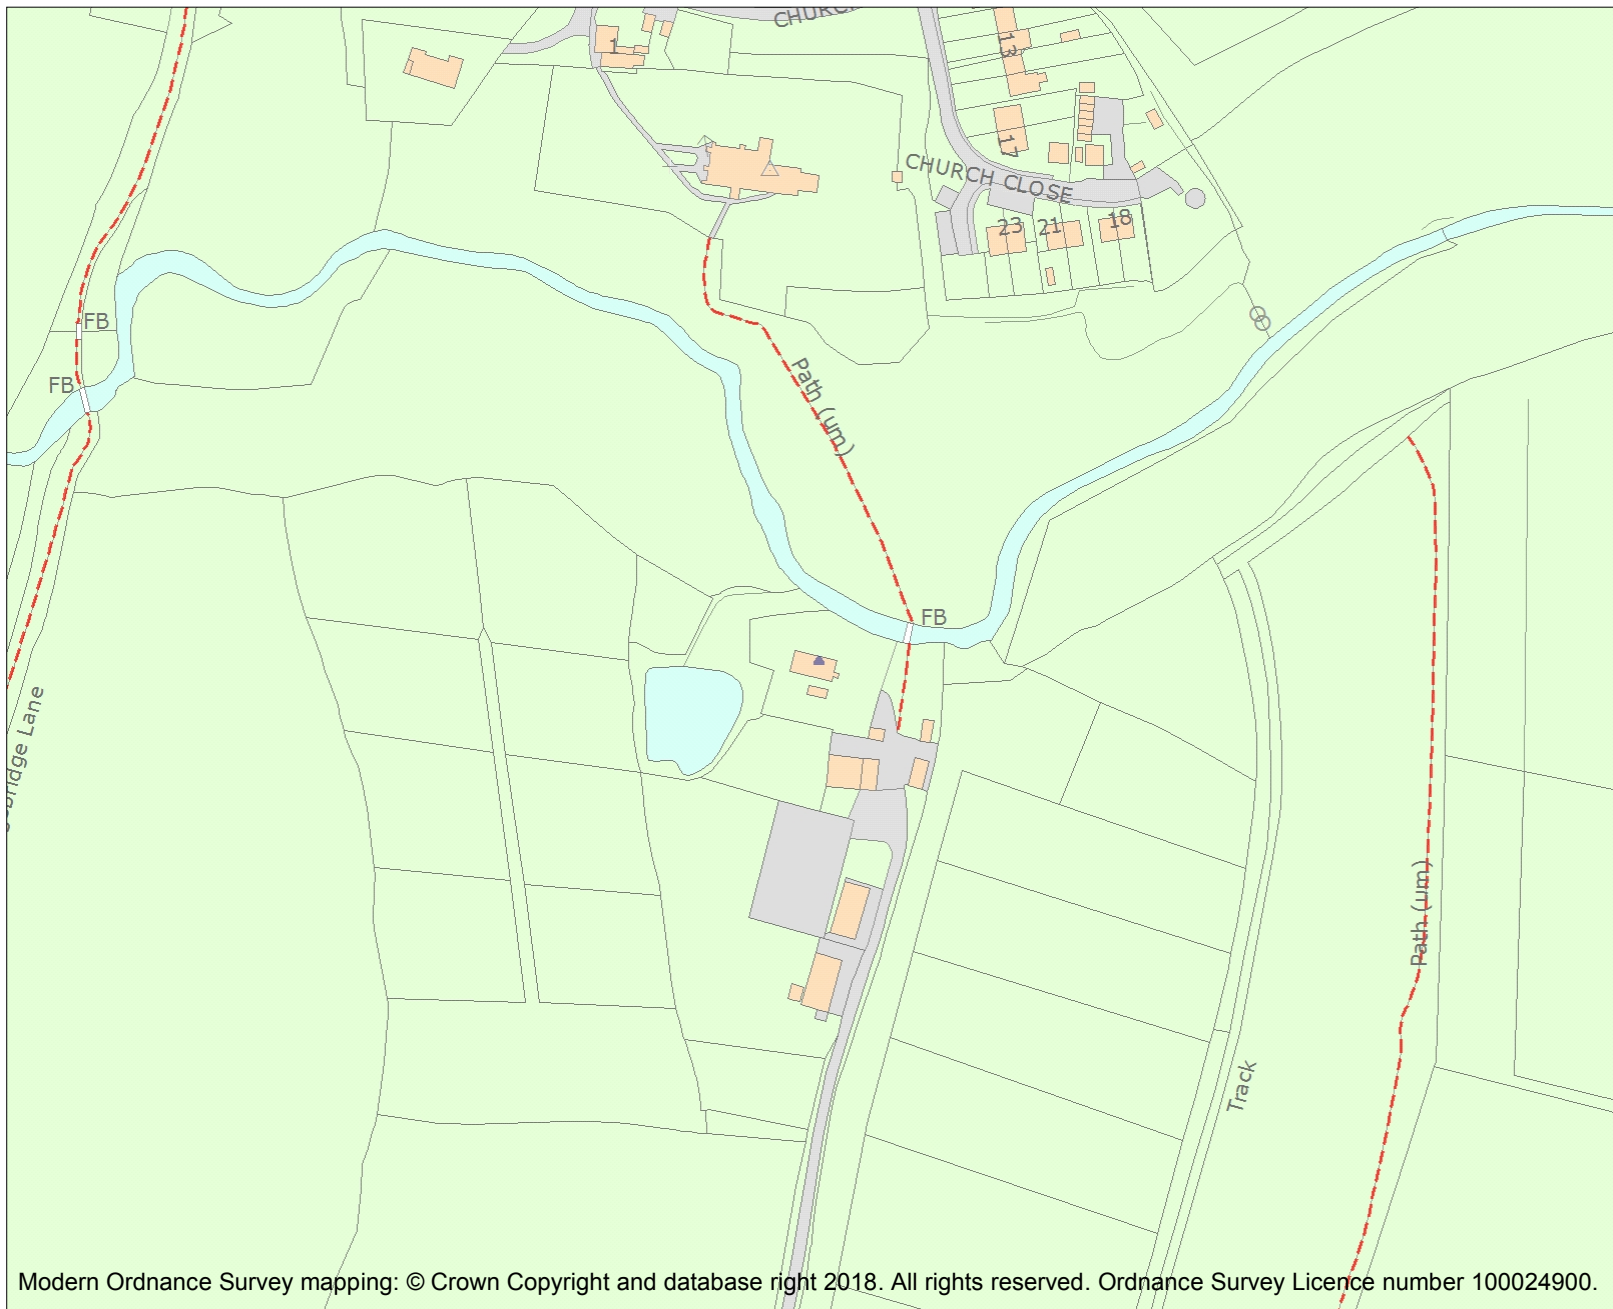 CHURC
1
13
17
CHURCH CLOSE
23
21
18
FB
FB
Path (um)
FB
bridge Lane
Path (um)
Track
Modern Ordnance Survey mapping: © Crown Copyright and database right 2018. All rights reserved. Ordnance Survey Licence number 100024900.